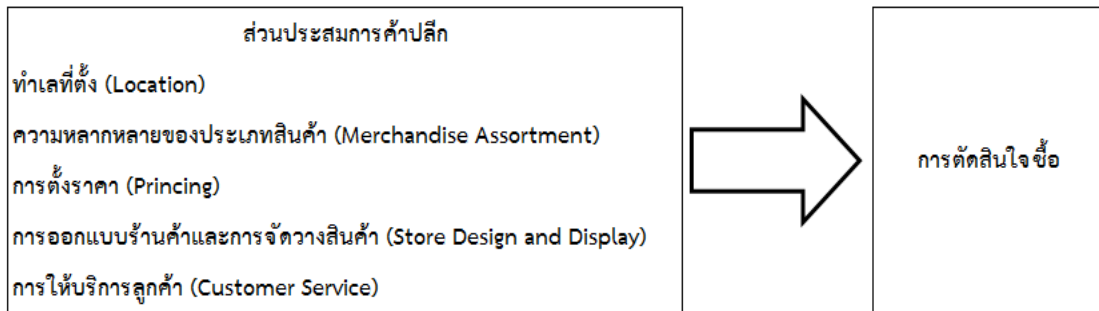 ส่วนประสมการค้าปลีก
ทำเลที่ตั้ง (Location)
ความหลากหลายของประเภทสินค้า (Merchandise Assortment)
การตั้งราคา (Princing)
การออกแบบร้านค้าและการจัดวางสินค้า (Store Design and Display)
การให้บริการลูกค้า (Customer Service)
การตัดสินใจซื้อ